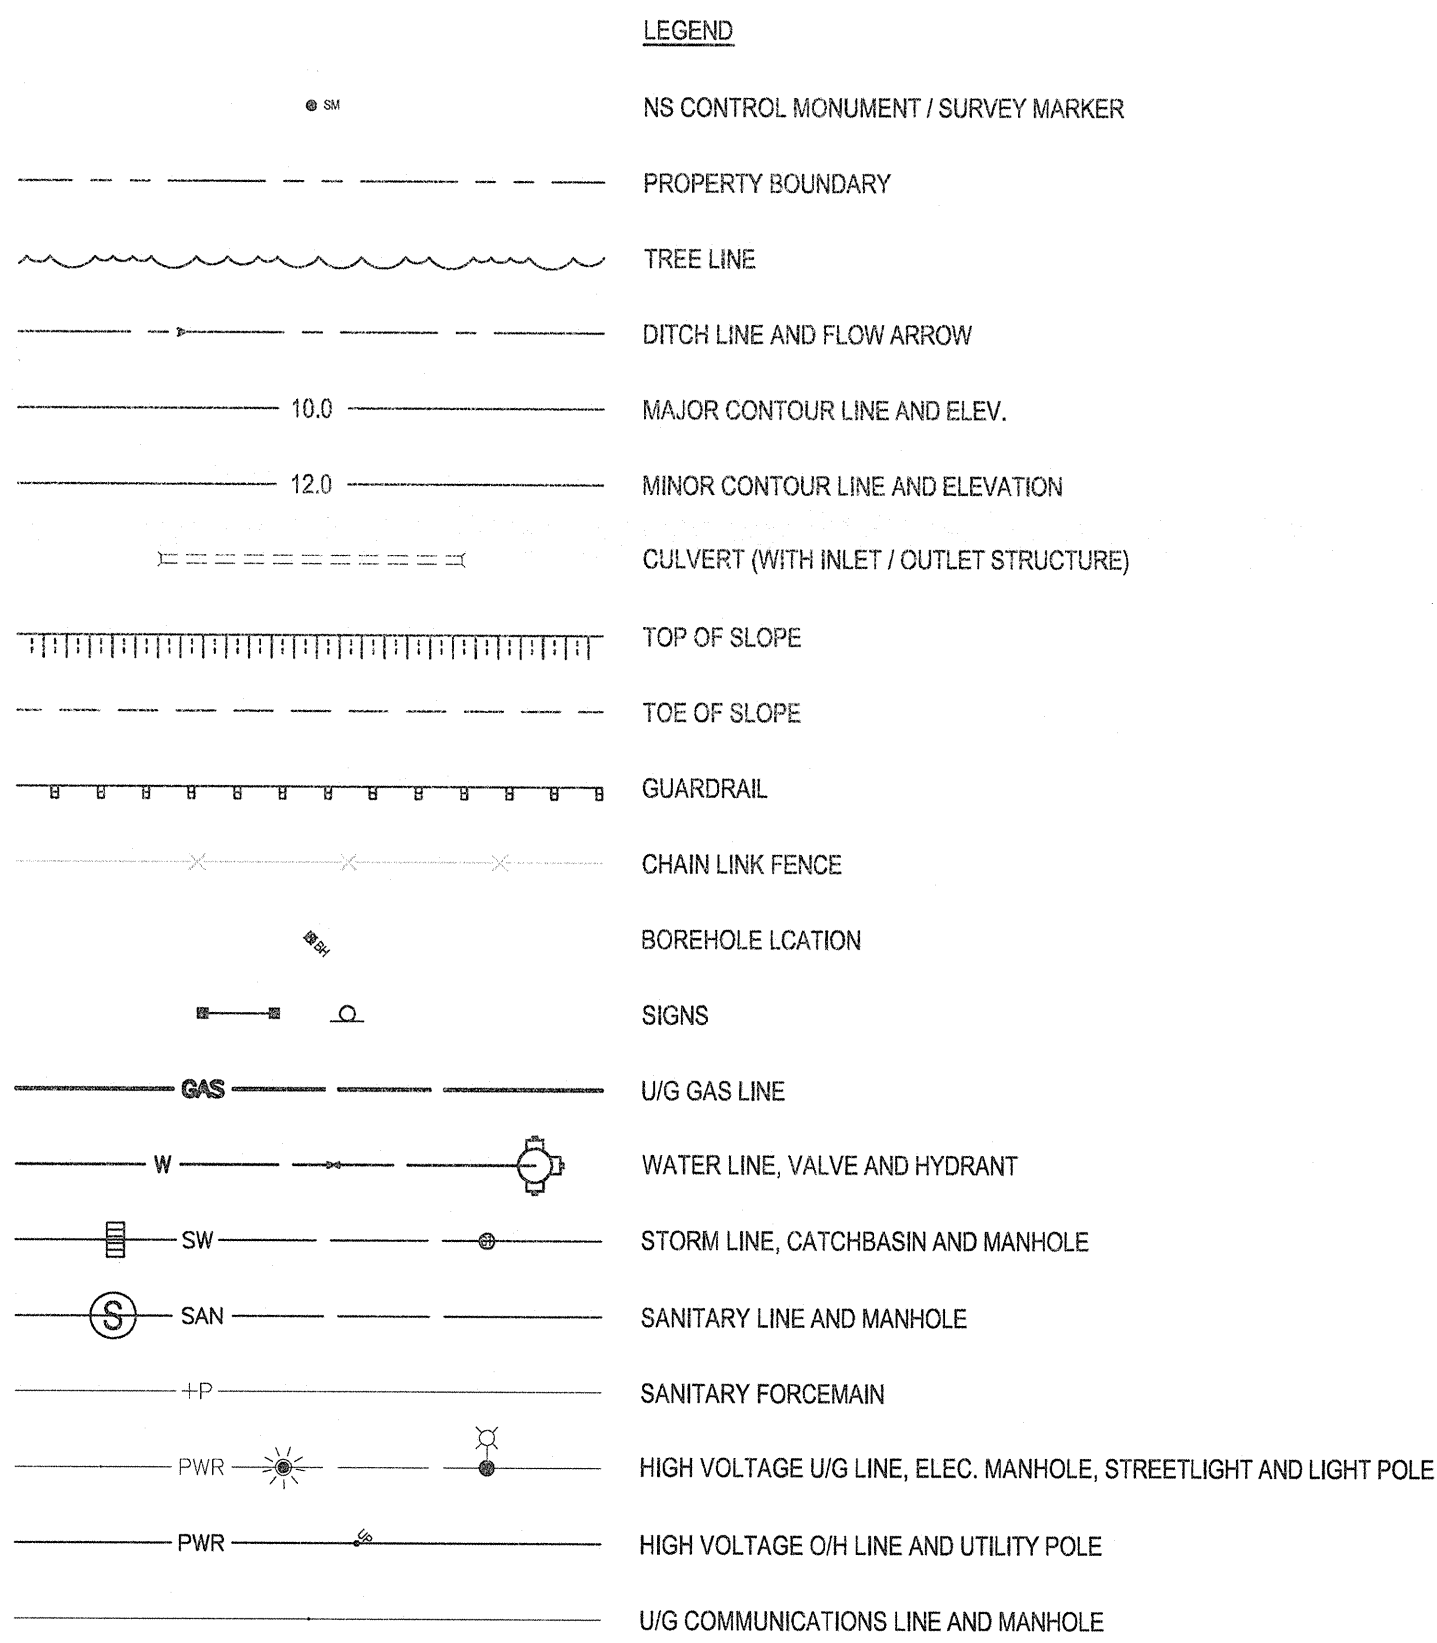 LEGEND
SM NS CONTROL MONUMENT / SURVEY MARKER
PROPERTY BOUNDARY
TREE LINE
DITCH LINE AND FLOW ARROW
10.0 MAJOR CONTOUR LINE AND ELEV.
12.0 MINOR CONTOUR LINE AND ELEVATION
CULVERT (WITH INLET / OUTLET STRUCTURE)
TOP OF SLOPE
TOE OF SLOPE
GUARDRAIL
CHAIN LINK FENCE
BH BOREHOLE LCATION
SIGNS
GAS U/G GAS LINE
W WATER LINE, VALVE AND HYDRANT
SW STORM LINE, CATCHBASIN AND MANHOLE
S SAN SANITARY LINE AND MANHOLE
+P SANITARY FORCEMAIN
PWR HIGH VOLTAGE U/G LINE, ELEC. MANHOLE, STREETLIGHT AND LIGHT POLE
PWR UP HIGH VOLTAGE O/H LINE AND UTILITY POLE
U/G COMMUNICATIONS LINE AND MANHOLE